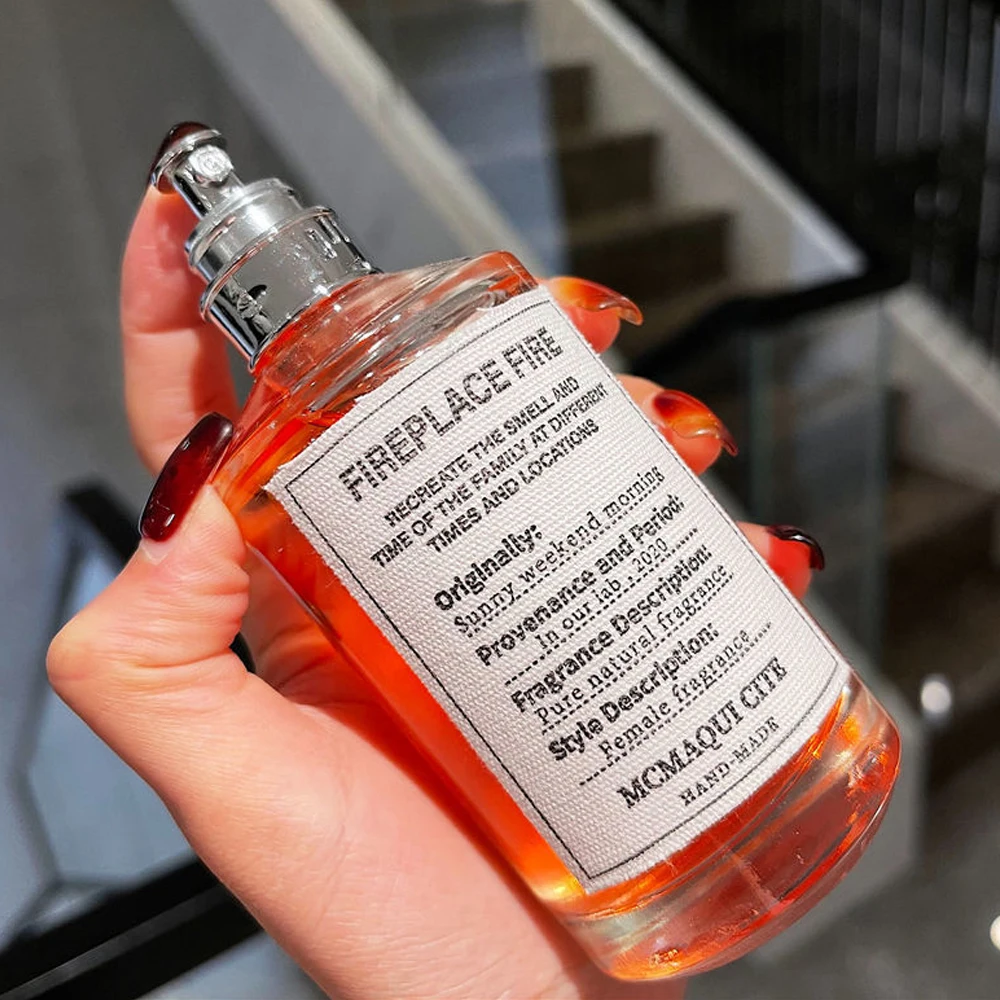 FIREPLACE FIRE
RECREATE THE SMELL AND
TIME OF THE FAMILY AT DIFFERENT
TIMES AND LOCATIONS
Originally:
Sunny weekend morning
Provenance and Period:
In our lab, 2020
Fragrance Description:
Pure natural fragrance
Style Description:
Female fragrance
MCMAQUI CITE
HAND-MADE